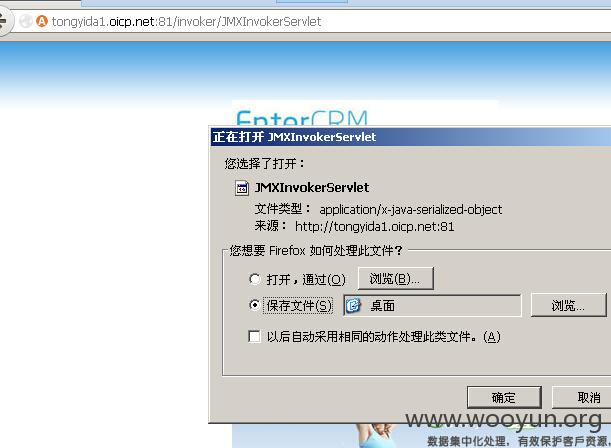 tongyida1.oicp.net:81/invoker/JMXInvokerServlet
EnterCRM
正在打开 JMXInvokerServlet
您选择了打开：
JMXInvokerServlet
文件类型： application/x-java-serialized-object
来源： http://tongyida1.oicp.net:81
您想要 Firefox 如何处理此文件？
打开，通过(O) 浏览(B)...
保存文件(S) 桌面 浏览...
以后自动采用相同的动作处理此类文件。(A)
确定 取消
www.wooyun.org
数据集中化处理，有效保护客戶资源,